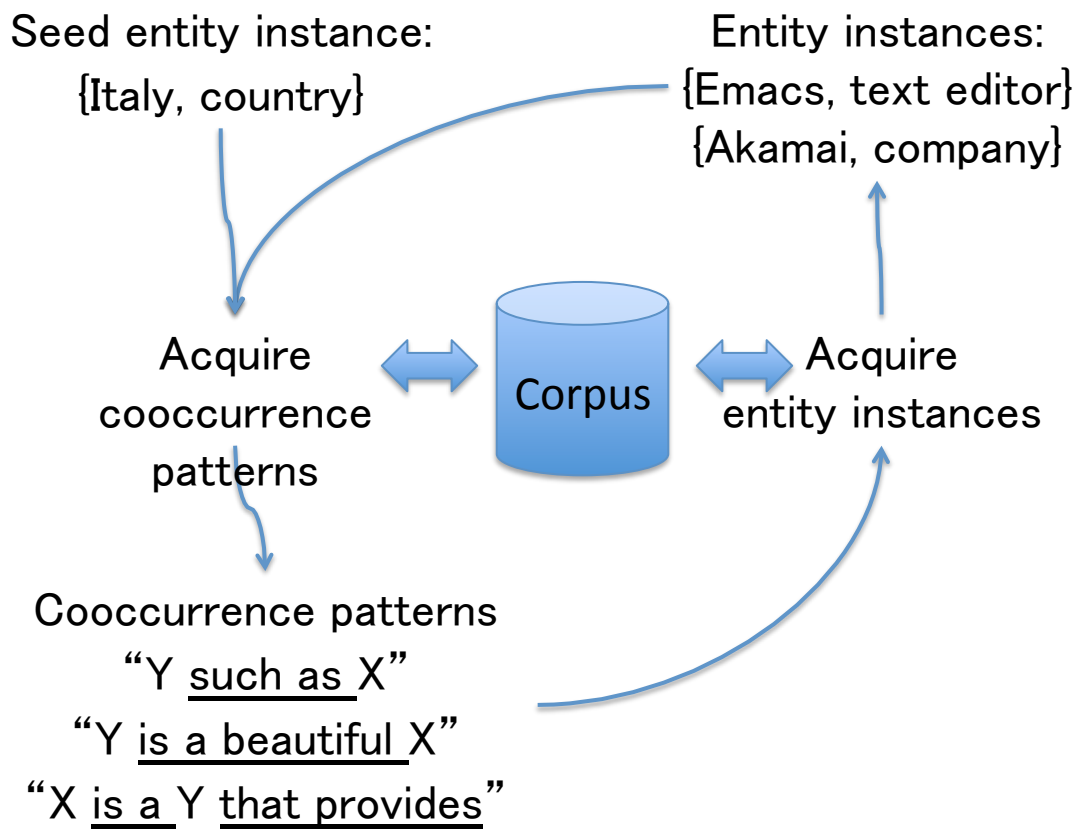 Seed entity instance:
{Italy, country}
Entity instances:
{Emacs, text editor}
{Akamai, company}
Acquire
cooccurrence
patterns
Corpus
Acquire
entity instances
Cooccurrence patterns
“Y such as X”
“Y is a beautiful X”
“X is a Y that provides”